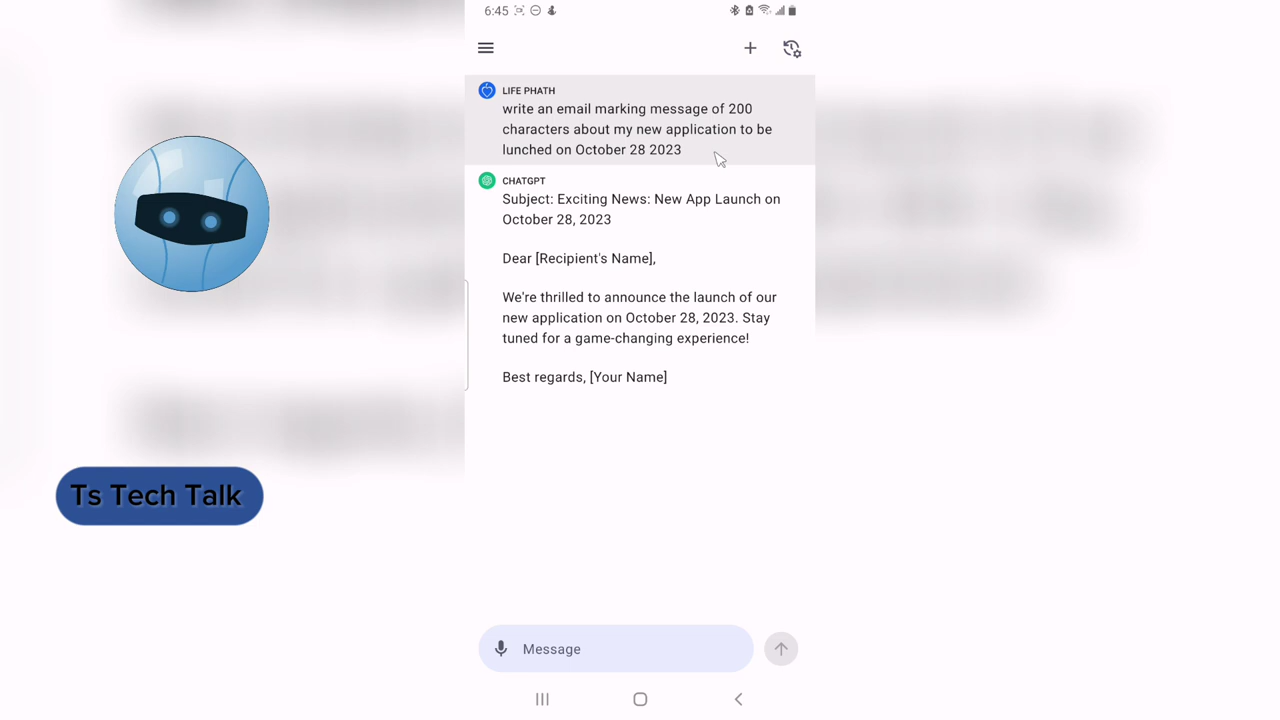 6:45
LIFE PHATH
write an email marking message of 200
characters about my new application to be
lunched on October 28 2023
CHATGPT
Subject: Exciting News: New App Launch on
October 28, 2023
Dear [Recipient's Name],
We're thrilled to announce the launch of our
new application on October 28, 2023. Stay
tuned for a game-changing experience!
Best regards, [Your Name]
Ts Tech Talk
Message